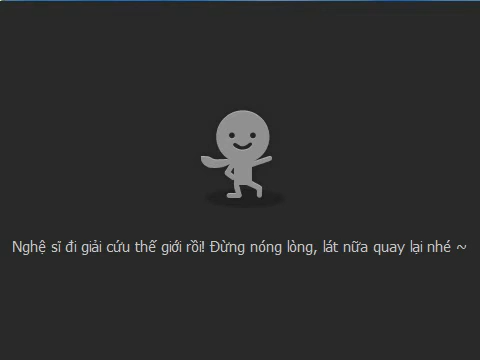 Nghệ sĩ đi giải cứu thế giới rồi! Đừng nóng lòng, lát nữa quay lại nhé ~